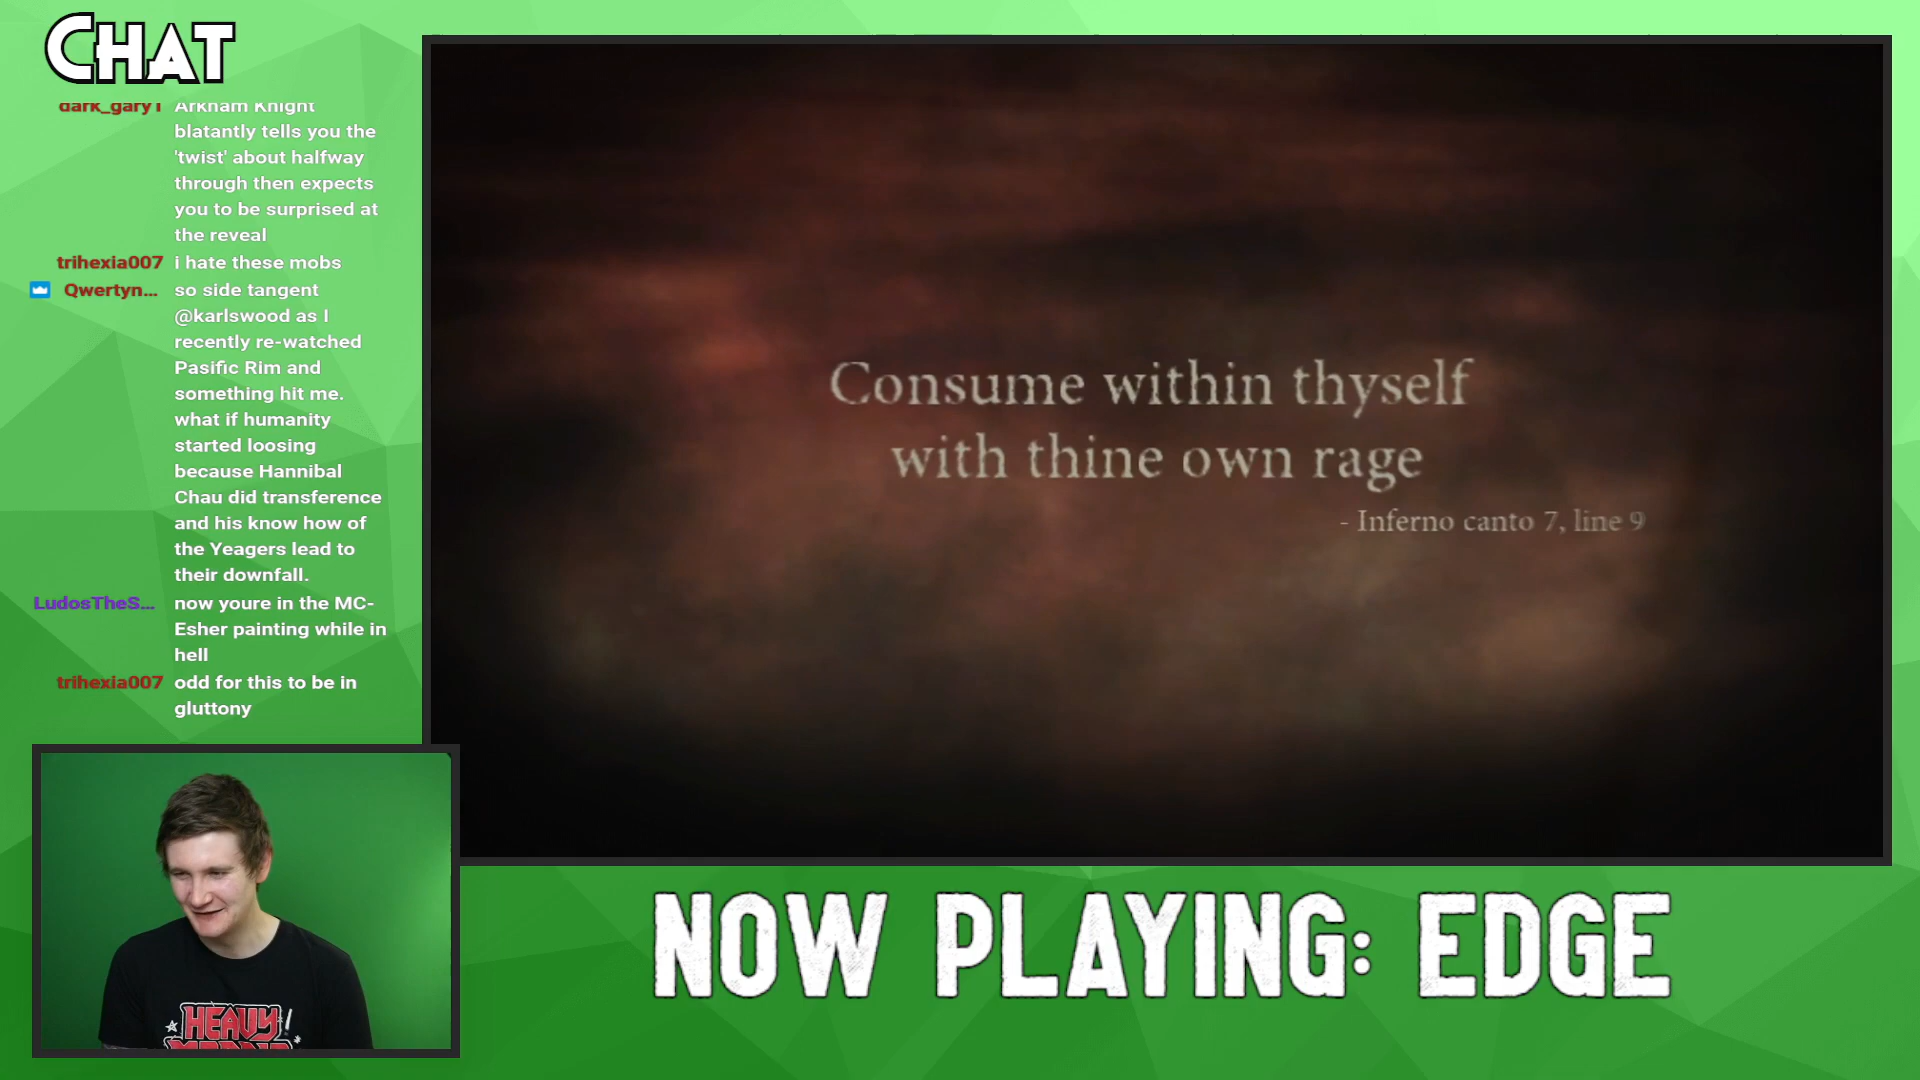 CHAT
dark_gary1 Arkham Knight
blatantly tells you the
'twist' about halfway
through then expects
you to be surprised at
the reveal
trihexia007 i hate these mobs
Qwertyn... so side tangent
@karlswood as I
recently re-watched
Pasific Rim and
something hit me.
what if humanity
started loosing
because Hannibal
Chau did transference
and his know how of
the Yeagers lead to
their downfall.
LudosTheS... now youre in the MC-
Esher painting while in
hell
trihexia007 odd for this to be in
gluttony
Consume within thyself
with thine own rage
- Inferno canto 7, line 9
HEAVY
NOW PLAYING: EDGE